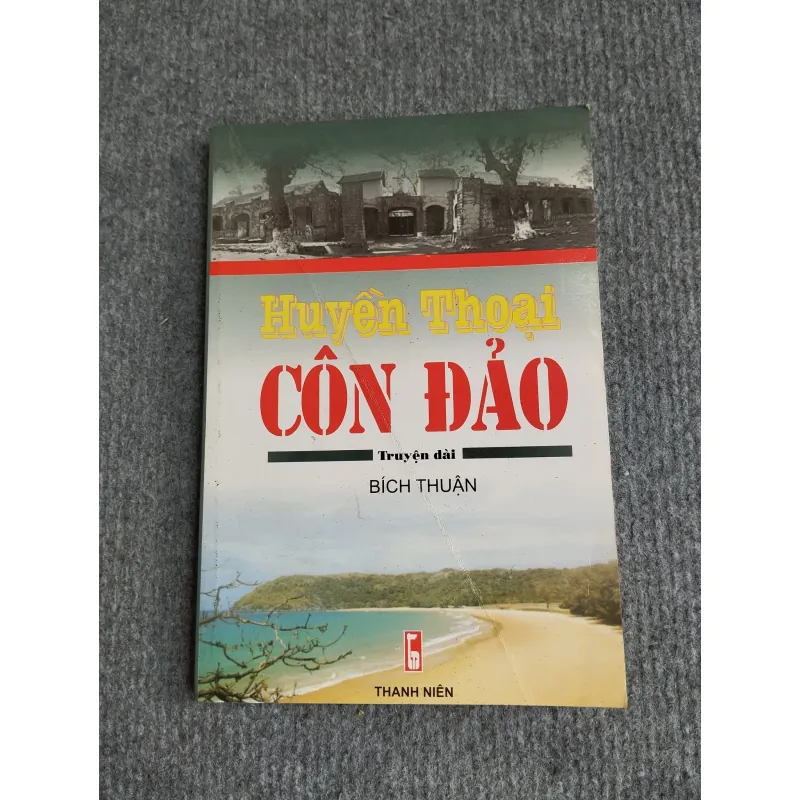 Huyền Thoại
CÔN ĐẢO
Truyện dài
BÍCH THUẬN
THANH NIÊN